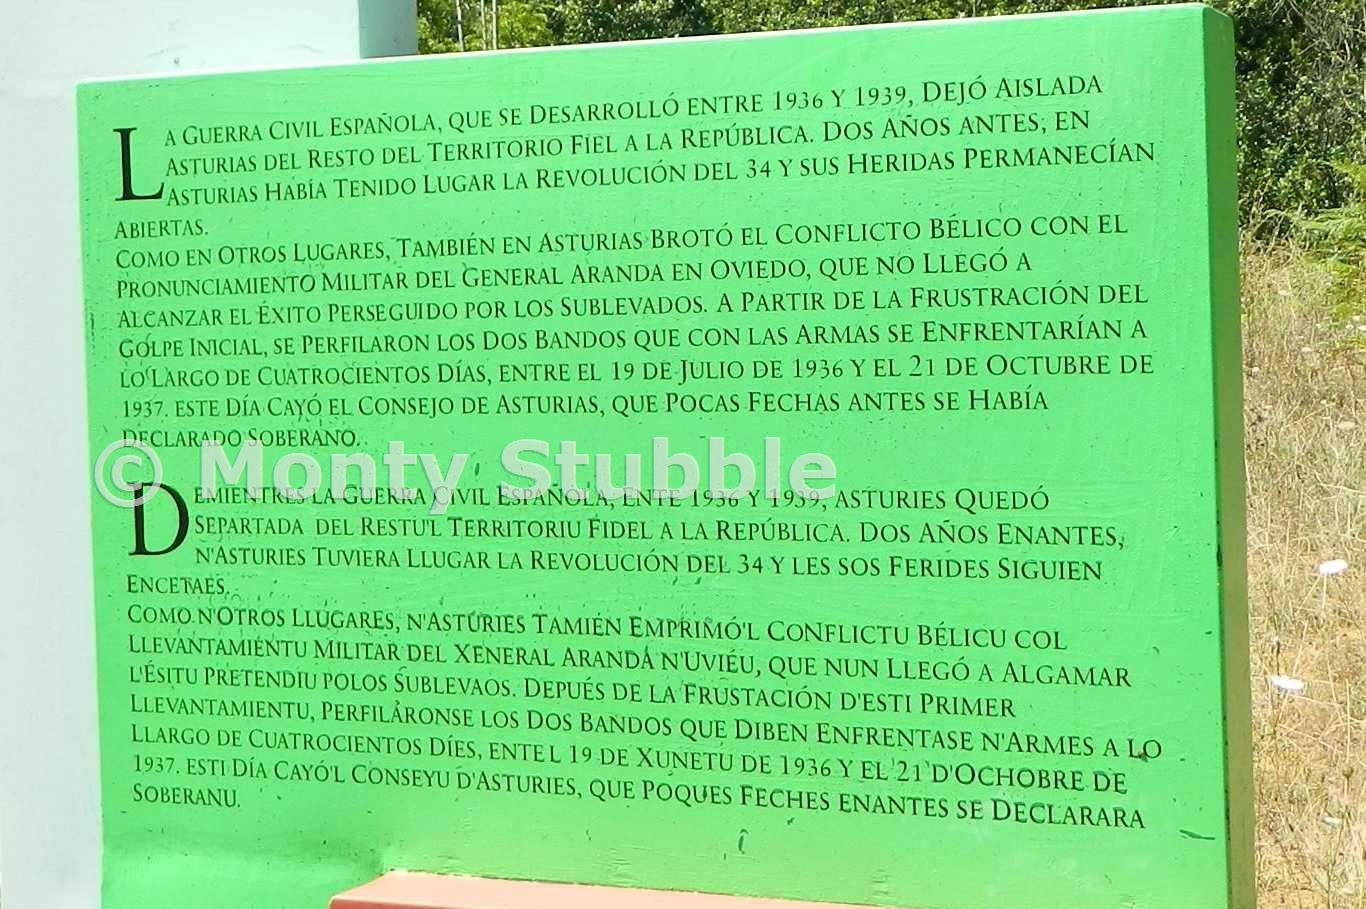 LA GUERRA CIVIL ESPAÑOLA, QUE SE DESARROLLÓ ENTRE 1936 Y 1939, DEJÓ AISLADA
ASTURIAS DEL RESTO DEL TERRITORIO FIEL A LA REPÚBLICA. DOS AÑOS ANTES, EN
ASTURIAS HABÍA TENIDO LUGAR LA REVOLUCIÓN DEL 34 Y SUS HERIDAS PERMANECÍAN
ABIERTAS.
COMO EN OTROS LUGARES, TAMBIÉN EN ASTURIAS BROTÓ EL CONFLICTO BÉLICO CON EL
PRONUNCIAMIENTO MILITAR DEL GENERAL ARANDA EN OVIEDO, QUE NO LLEGÓ A
ALCANZAR EL ÉXITO PERSEGUIDO POR LOS SUBLEVADOS. A PARTIR DE LA FRUSTRACIÓN DEL
GOLPE INICIAL, SE PERFILARON LOS DOS BANDOS QUE CON LAS ARMAS SE ENFRENTARÍAN A
LO LARGO DE CUATROCIENTOS DÍAS, ENTRE EL 19 DE JULIO DE 1936 Y EL 21 DE OCTUBRE DE
1937. ESTE DÍA CAYÓ EL CONSEJO DE ASTURIAS, QUE POCAS FECHAS ANTES SE HABÍA
DECLARADO SOBERANO.
© Monty Stubble
DEMIENTRES LA GUERRA CIVIL ESPAÑOLA, ENTE 1936 Y 1939, ASTURIES QUEDÓ
SEPARTADA DEL RESTU'L TERRITORIU FIDEL A LA REPÚBLICA. DOS AÑOS ENANTES,
N'ASTURIES TUVIERA LLUGAR LA REVOLUCIÓN DEL 34 Y LES SOS FERIDES SIGUIEN
ENCETAES.
COMO N'OTROS LLUGARES, N'ASTURIES TAMIÉN EMPRIMÓ'L CONFLICTU BÉLICU COL
LLEVANTAMIENTU MILITAR DEL XENERAL ARANDA N'UVIÉU, QUE NUN LLEGÓ A ALGAMAR
L'ÉSITU PRETENDIU POLOS SUBLEVAOS. DEPUÉS DE LA FRUSTACIÓN D'ESTI PRIMER
LLEVANTAMIENTU, PERFILÁRONSE LOS DOS BANDOS QUE DIBEN ENFRENTASE N'ARMES A LO
LLARGO DE CUATROCIENTOS DÍES, ENTE L 19 DE XUNETU DE 1936 Y EL 21 D'OCHOBRE DE
1937. ESTI DÍA CAYÓ'L CONSEYU D'ASTURIES, QUE POQUES FECHES ENANTES SE DECLARARA
SOBERANU.